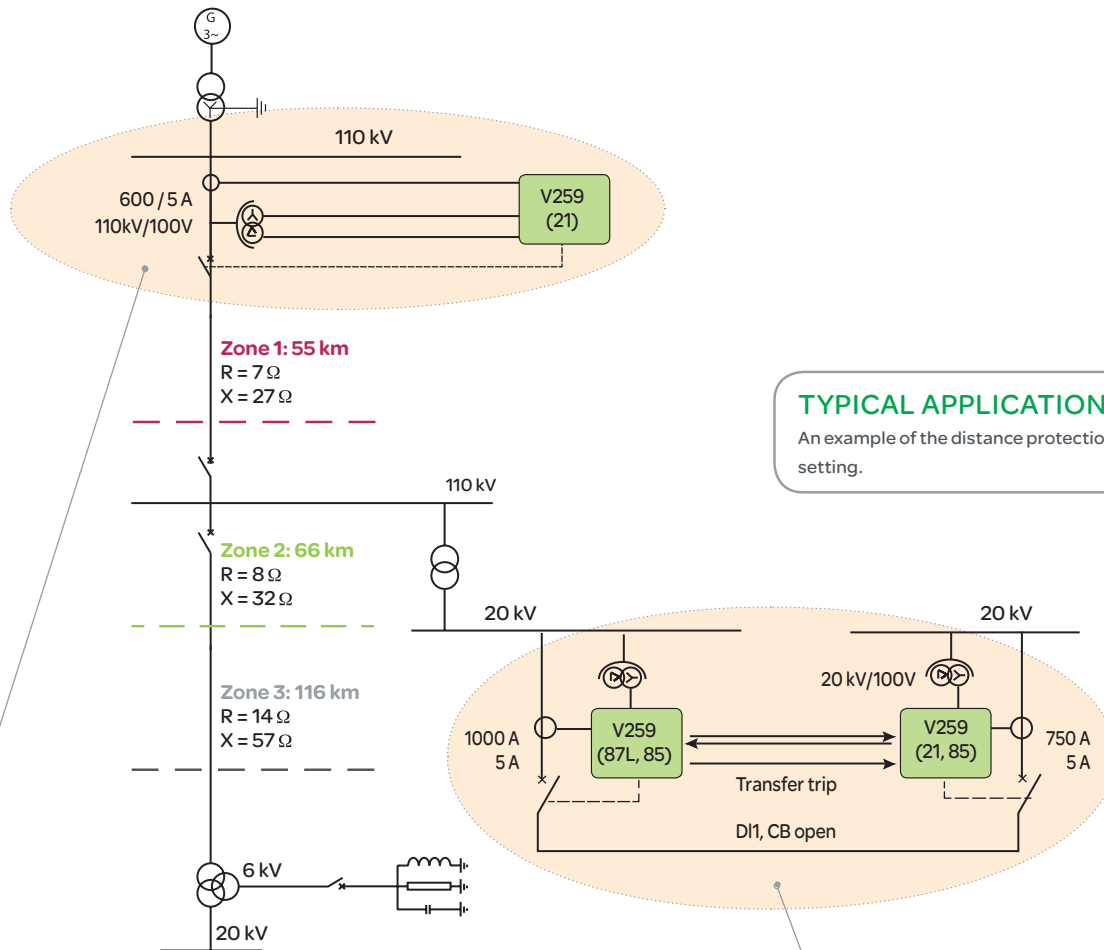 G
3~
110 kV
600 / 5 A
110kV/100V
V259
(21)
Zone 1: 55 km
R = 7 Ω
X = 27 Ω
TYPICAL APPLICATION
An example of the distance protectio
setting.
110 kV
Zone 2: 66 km
R = 8 Ω
X = 32 Ω
20 kV
20 kV
Zone 3: 116 km
R = 14 Ω
X = 57 Ω
20 kV/100V
1000 A
5 A
V259
(87L, 85)
V259
(21, 85)
750 A
5 A
Transfer trip
DI1, CB open
6 kV
20 kV